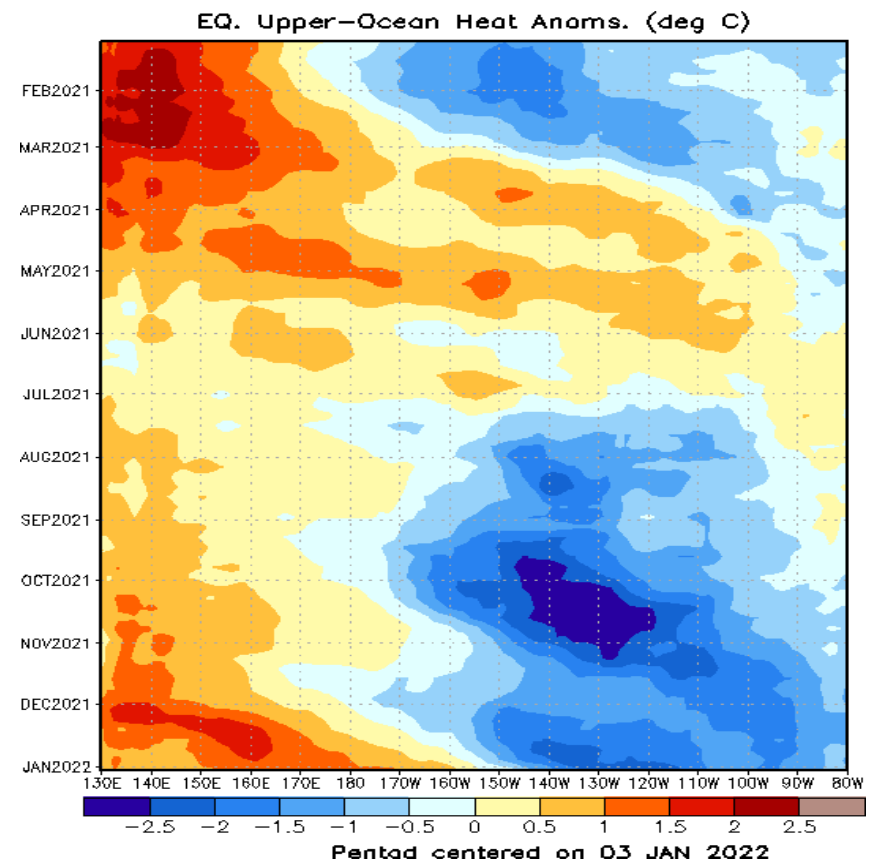 EQ. Upper-Ocean Heat Anoms. (deg C)
FEB2021
MAR2021
APR2021
MAY2021
JUN2021
JUL2021
AUG2021
SEP2021
OCT2021
NOV2021
DEC2021
JAN2022
130E 140E 150E 160E 170E 180 170W 160W 150W 140W 130W 120W 110W 100W 90W 80W
-2.5 -2 -1.5 -1 -0.5 0 0.5 1 1.5 2 2.5
Pentad centered on 03 JAN 2022